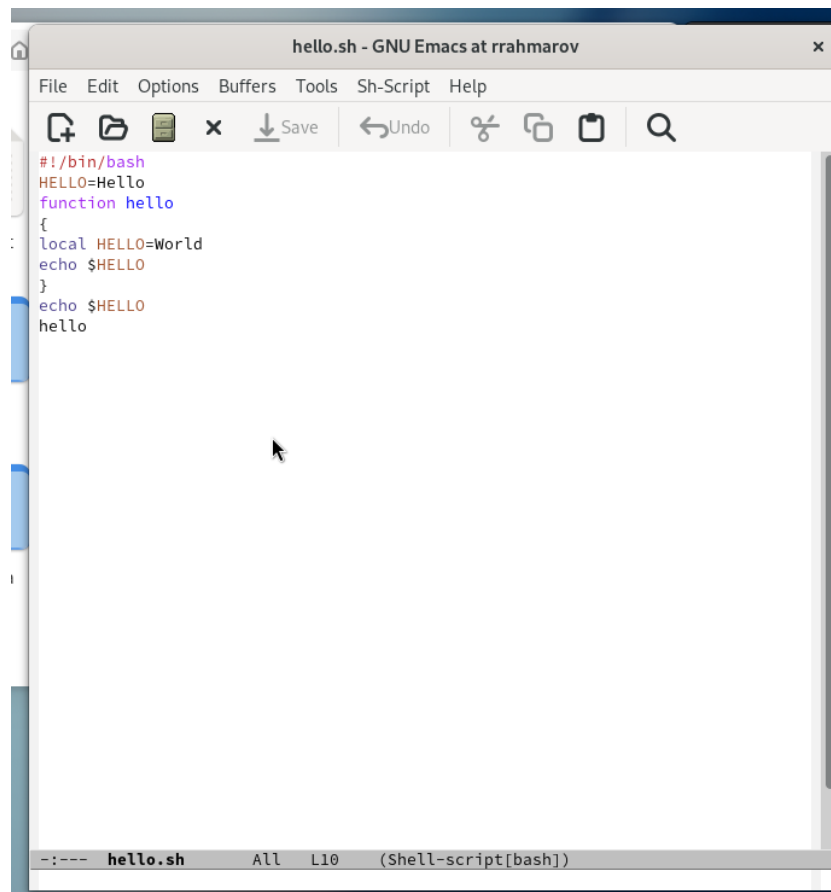 hello.sh - GNU Emacs at rrahmarov
File Edit Options Buffers Tools Sh-Script Help
Save Undo
#!/bin/bash
HELLO=Hello
function hello
{
local HELLO=World
echo $HELLO
}
echo $HELLO
hello
-:--- hello.sh All L10 (Shell-script[bash])